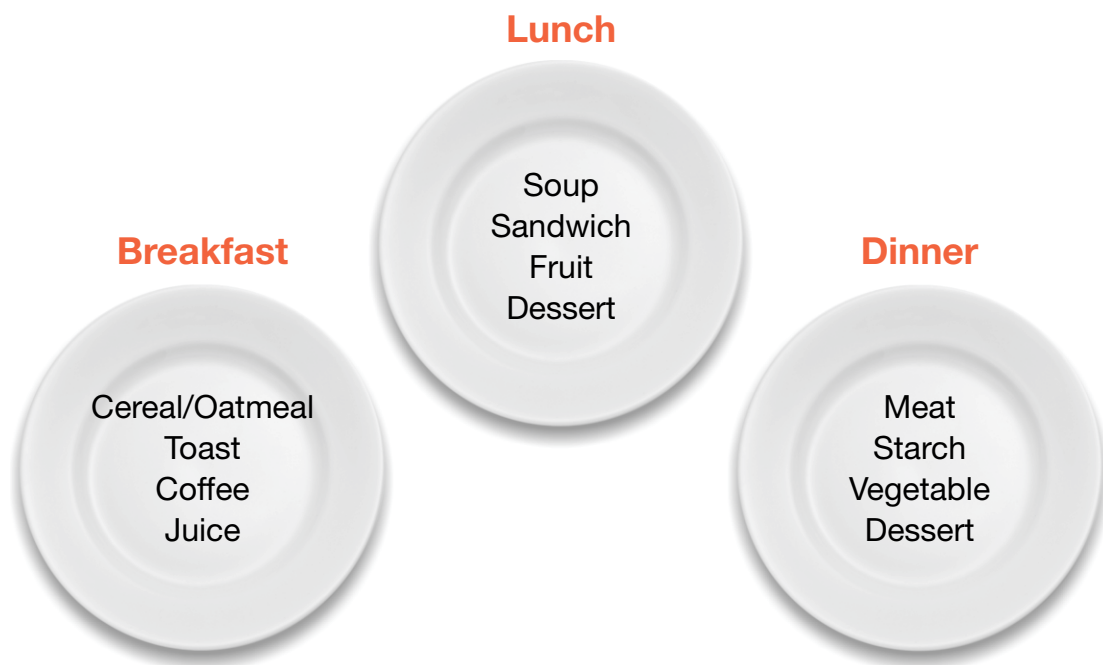 Lunch
Soup
Sandwich
Fruit
Dessert
Breakfast
Cereal/Oatmeal
Toast
Coffee
Juice
Dinner
Meat
Starch
Vegetable
Dessert